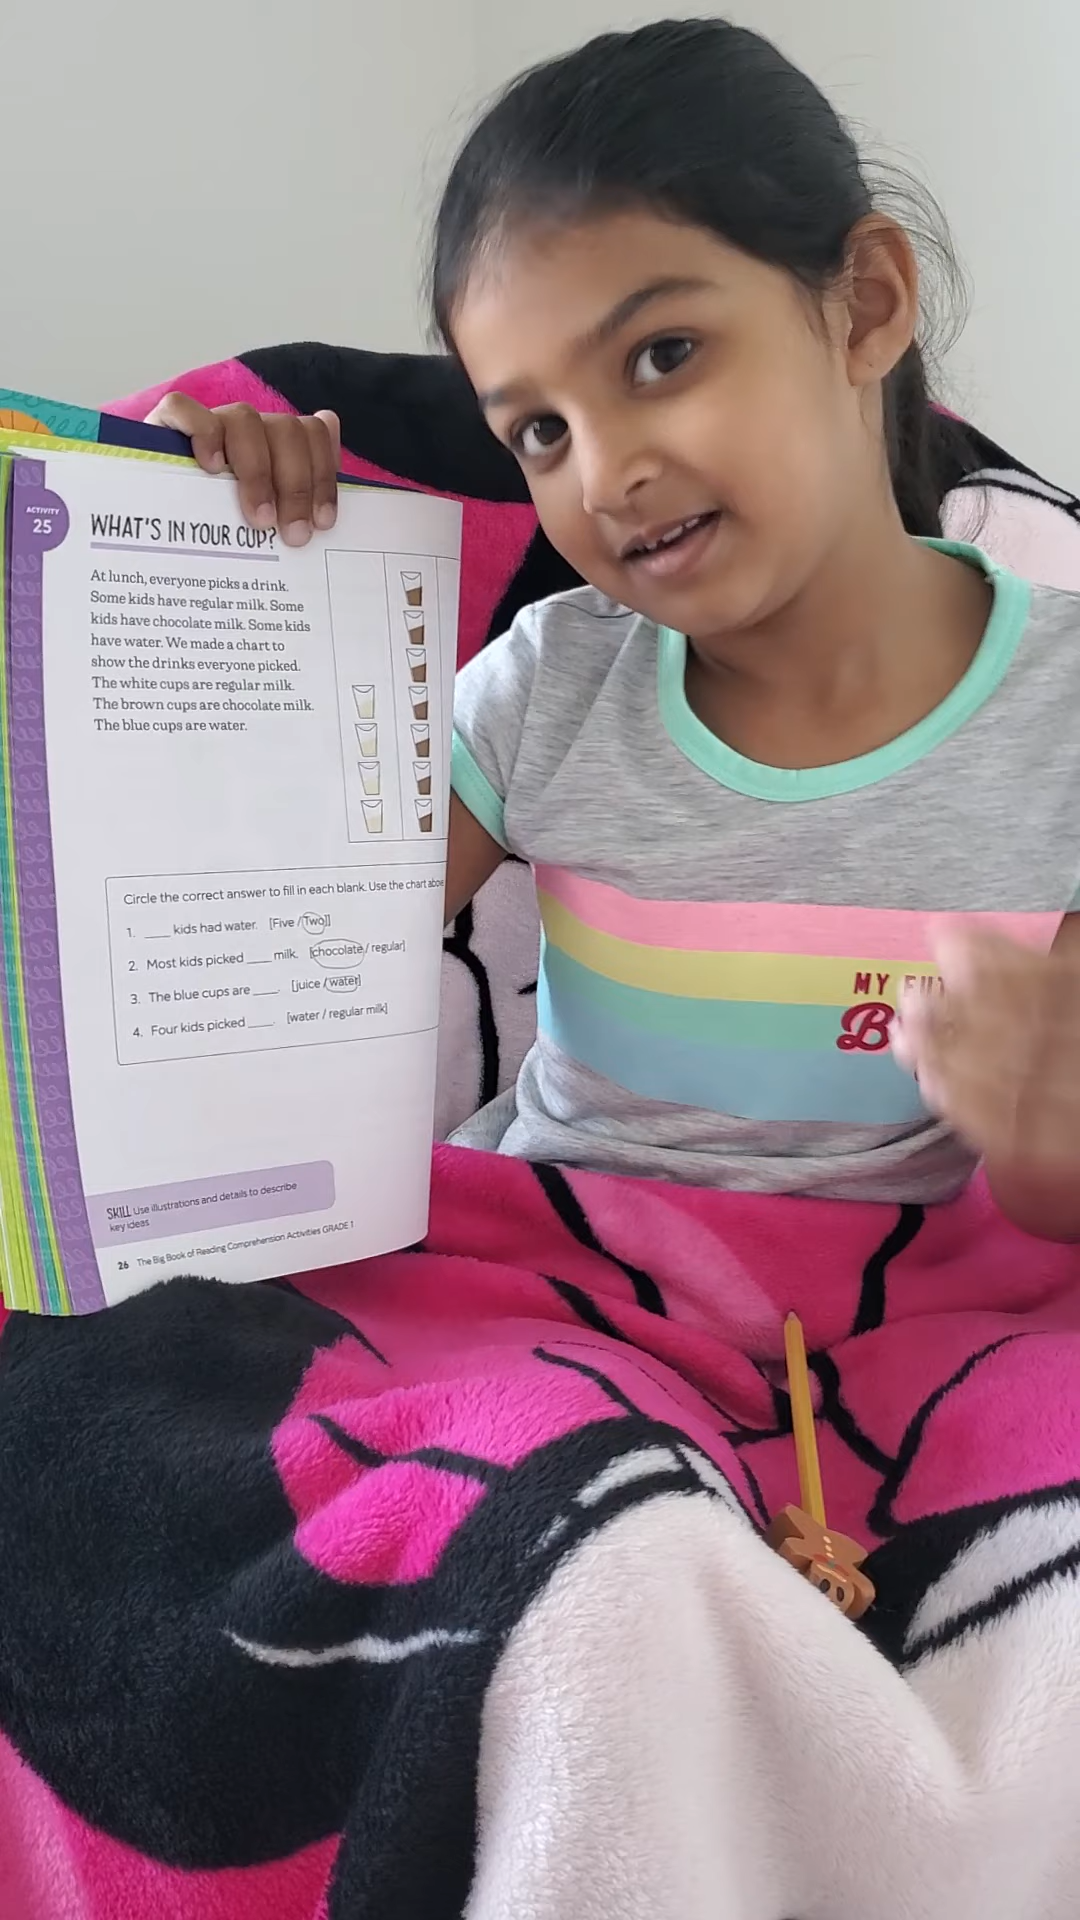 ACTIVITY
25
WHAT'S IN YOUR CUP?
At lunch, everyone picks a drink.
Some kids have regular milk. Some
kids have chocolate milk. Some kids
have water. We made a chart to
show the drinks everyone picked.
The white cups are regular milk.
The brown cups are chocolate milk.
The blue cups are water.
Circle the correct answer to fill in each blank. Use the chart above
1. ____ kids had water. [Five / Two]]
2. Most kids picked ____ milk. [chocolate / regular]
3. The blue cups are ____. [juice / water]
4. Four kids picked ____. [water / regular milk]
SKILL Use illustrations and details to describe
key ideas
26 The Big Book of Reading Comprehension Activities GRADE 1
MY